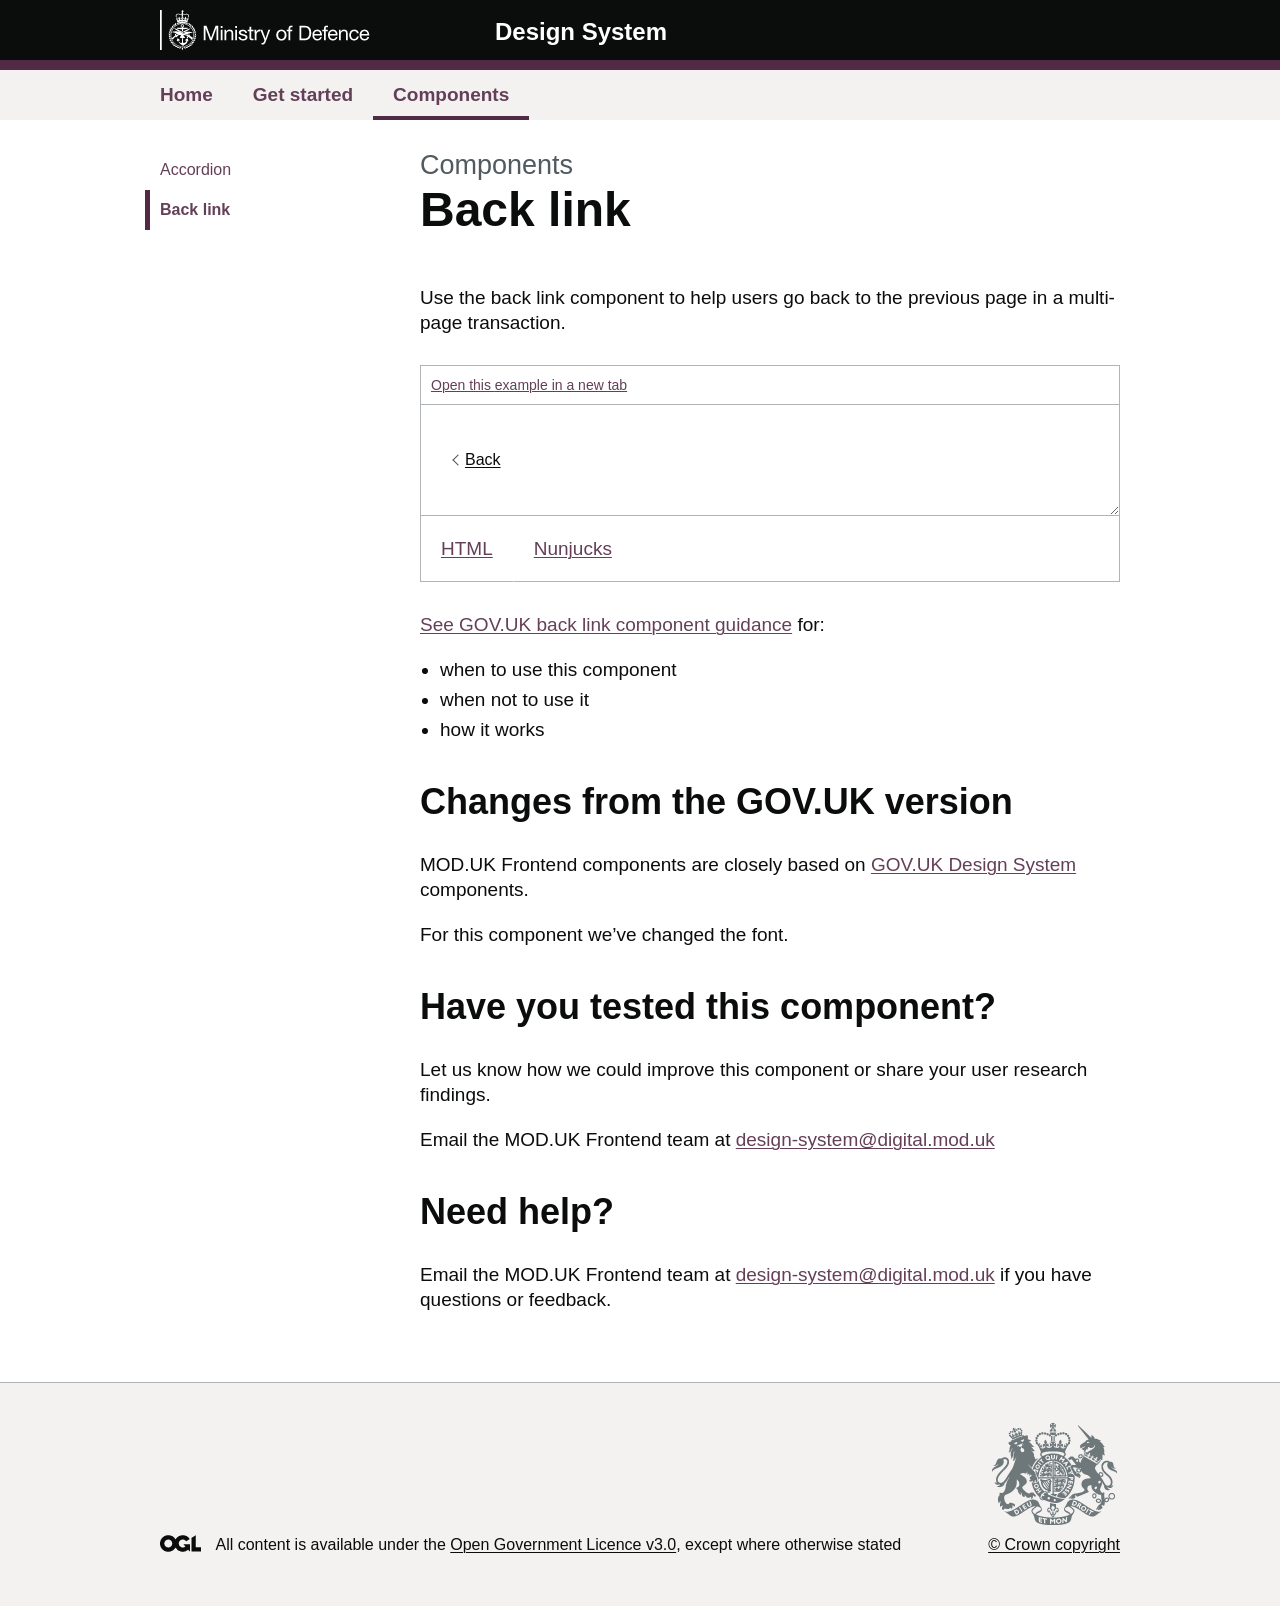 Ministry of Defence
Design System
Home
Get started
Components
Accordion
Back link
Components
Back link
Use the back link component to help users go back to the previous page in a multi-
page transaction.
Open this example in a new tab
Back
HTML
Nunjucks
See GOV.UK back link component guidance for:
when to use this component
when not to use it
how it works
Changes from the GOV.UK version
MOD.UK Frontend components are closely based on GOV.UK Design System
components.
For this component we’ve changed the font.
Have you tested this component?
Let us know how we could improve this component or share your user research
findings.
Email the MOD.UK Frontend team at design-system@digital.mod.uk
Need help?
Email the MOD.UK Frontend team at design-system@digital.mod.uk if you have
questions or feedback.
OGL
All content is available under the Open Government Licence v3.0, except where otherwise stated
© Crown copyright